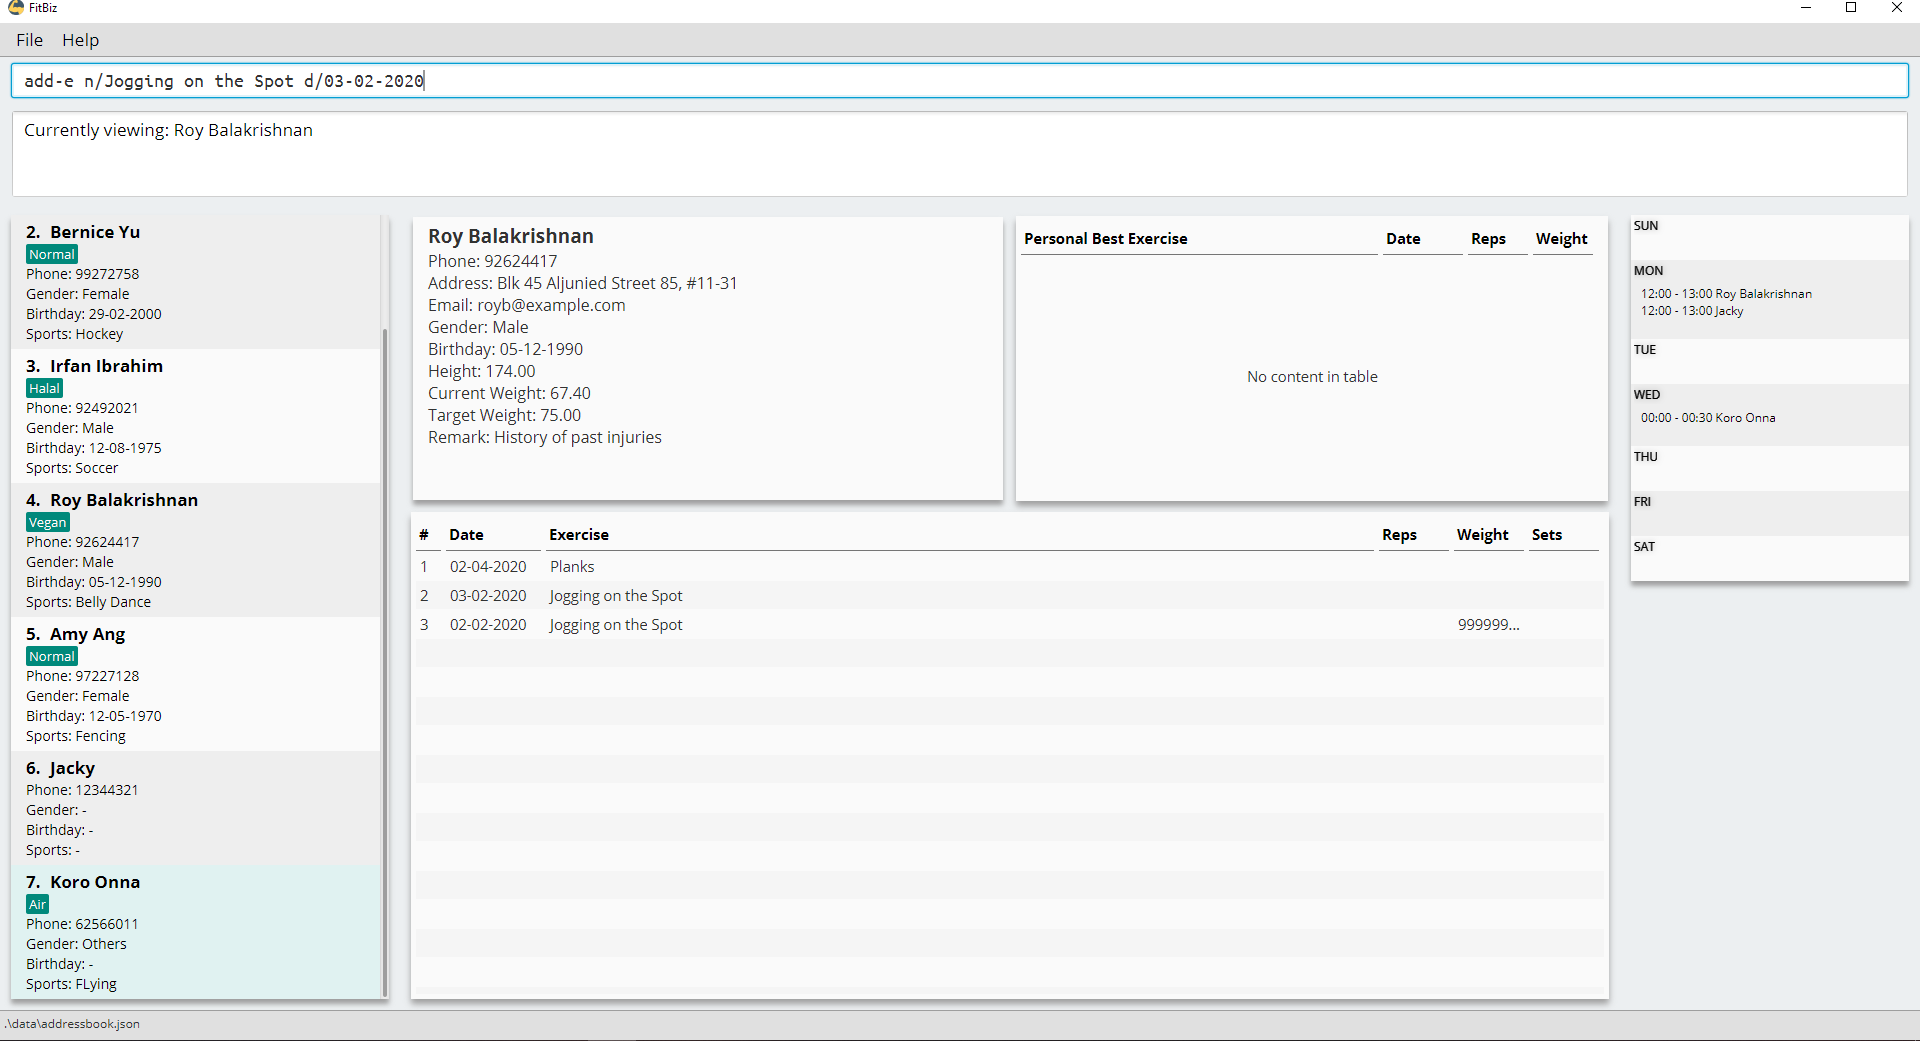 FitBiz
File Help
add-e n/Jogging on the Spot d/03-02-2020
Currently viewing: Roy Balakrishnan
2. Bernice Yu
Normal
Phone: 99272758
Gender: Female
Birthday: 29-02-2000
Sports: Hockey
3. Irfan Ibrahim
Halal
Phone: 92492021
Gender: Male
Birthday: 12-08-1975
Sports: Soccer
4. Roy Balakrishnan
Vegan
Phone: 92624417
Gender: Male
Birthday: 05-12-1990
Sports: Belly Dance
5. Amy Ang
Normal
Phone: 97227128
Gender: Female
Birthday: 12-05-1970
Sports: Fencing
6. Jacky
Phone: 12344321
Gender: -
Birthday: -
Sports: -
7. Koro Onna
Air
Phone: 62566011
Gender: Others
Birthday: -
Sports: FLying
Roy Balakrishnan
Phone: 92624417
Address: Blk 45 Aljunied Street 85, #11-31
Email: royb@example.com
Gender: Male
Birthday: 05-12-1990
Height: 174.00
Current Weight: 67.40
Target Weight: 75.00
Remark: History of past injuries
Personal Best Exercise Date Reps Weight
No content in table
# Date Exercise Reps Weight Sets
1 02-04-2020 Planks
2 03-02-2020 Jogging on the Spot
3 02-02-2020 Jogging on the Spot 999999...
SUN
MON
12:00 - 13:00 Roy Balakrishnan
12:00 - 13:00 Jacky
TUE
WED
00:00 - 00:30 Koro Onna
THU
FRI
SAT
.\data\addressbook.json